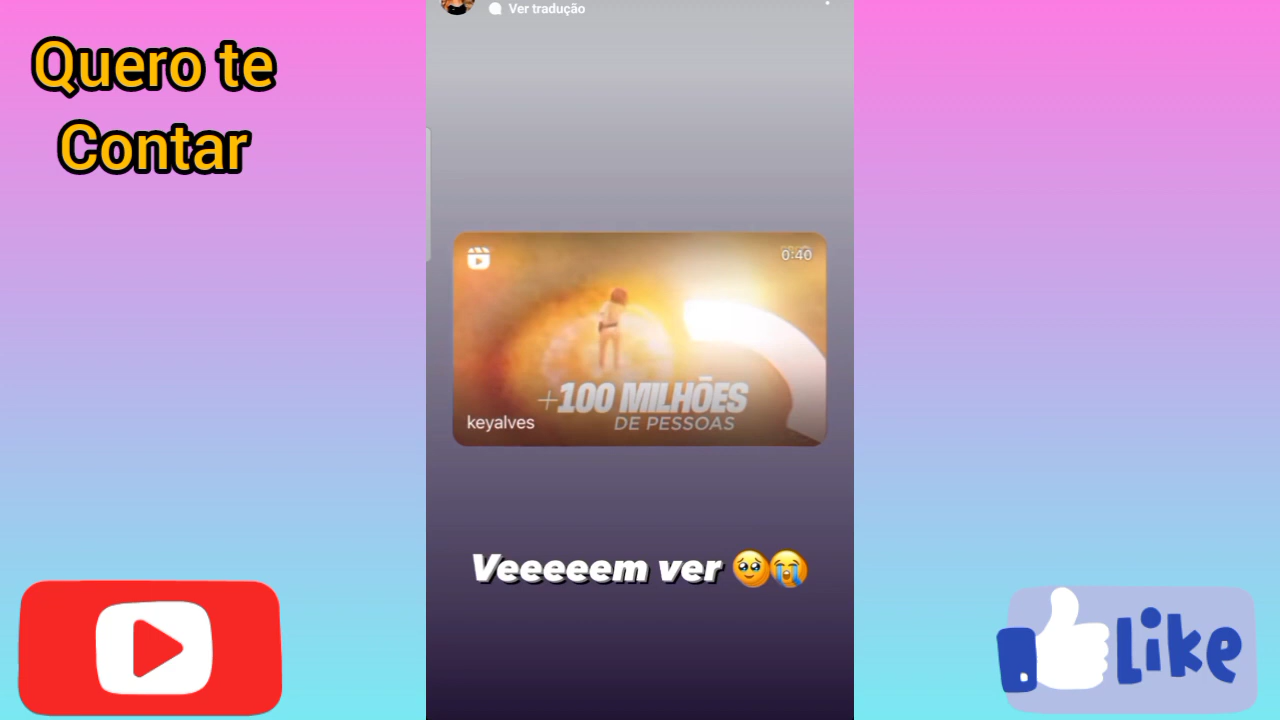 Quero te
Contar
Ver tradução
0:40
+100 MILHÕES
DE PESSOAS
keyalves
Veeeeem ver 🥹😭
Like